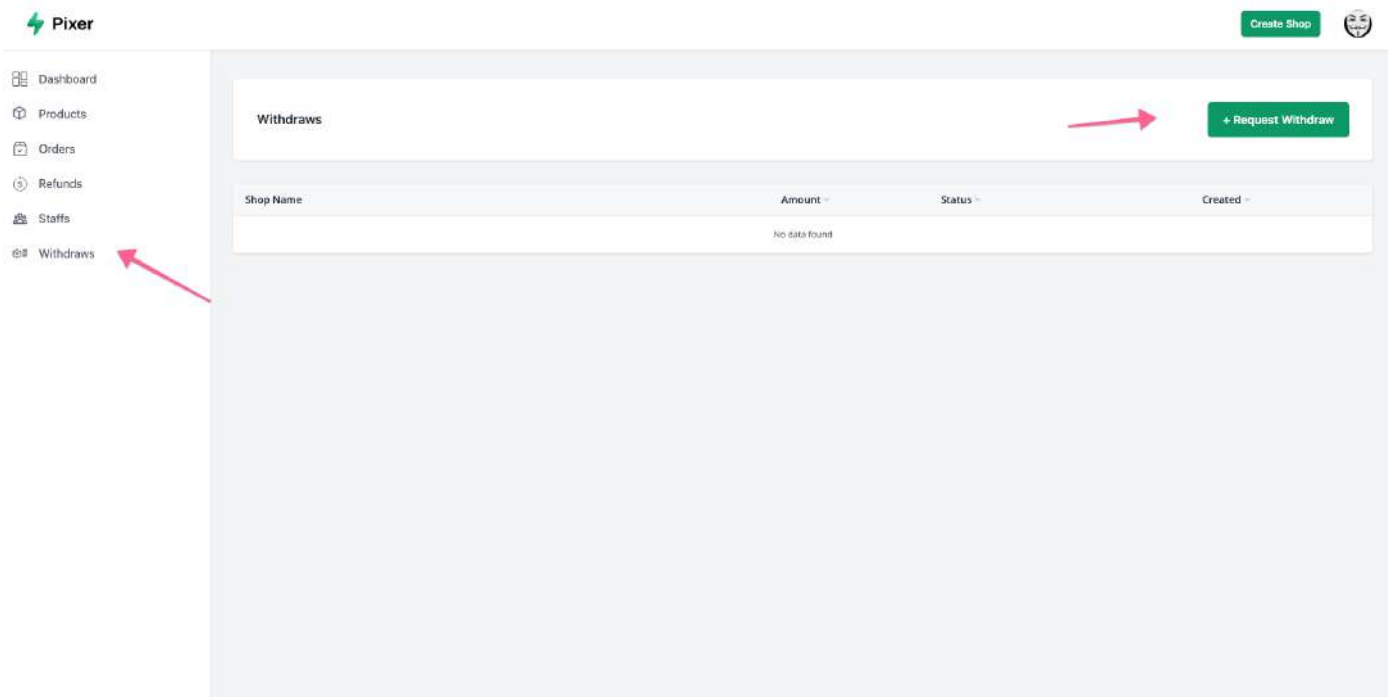 Pixer
Create Shop
Dashboard
Products
Orders
Refunds
Staffs
Withdraws
Withdraws
+ Request Withdraw
Shop Name Amount Status Created
No data found